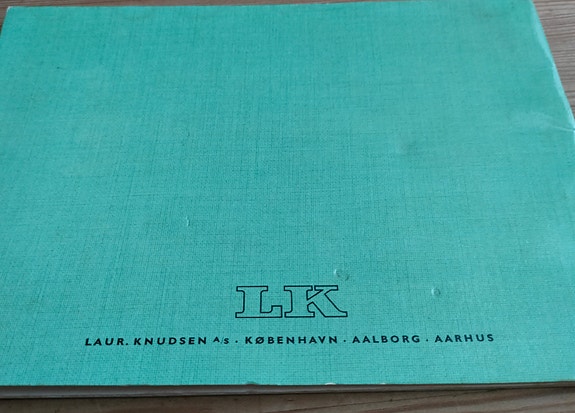 LK
LAUR. KNUDSEN A/S · KØBENHAVN · AALBORG · AARHUS